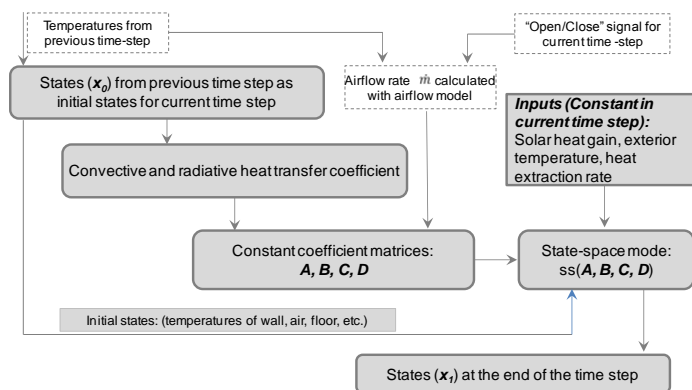 Temperatures from
previous time-step
“Open/Close” signal for
current time -step
States (x0) from previous time step as
initial states for current time step
Airflow rate ṁ calculated
with airflow model
Inputs (Constant in
current time step):
Solar heat gain, exterior
temperature, heat
extraction rate
Convective and radiative heat transfer coefficient
Constant coefficient matrices:
A, B, C, D
State-space mode:
ss(A, B, C, D)
Initial states: (temperatures of wall, air, floor, etc.)
States (x1) at the end of the time step